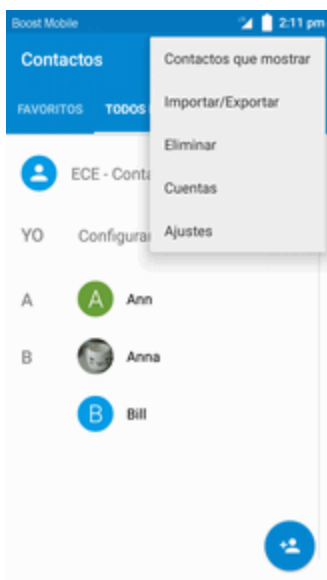 Boost Mobile 2:11 pm
Contactos
Contactos que mostrar
FAVORITOS TODOS
Importar/Exportar
Eliminar
ECE - Conta
Cuentas
YO Configurar
Ajustes
A A Ann
B Anna
B Bill